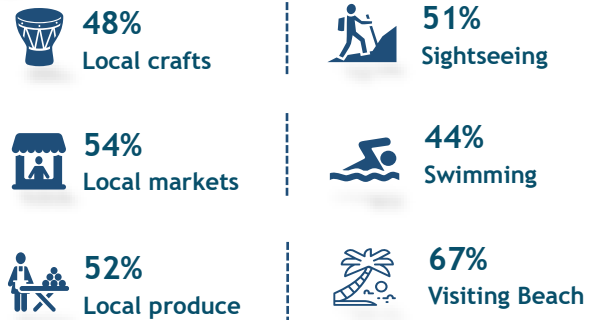 48%
Local crafts
54%
Local markets
52%
Local produce
51%
Sightseeing
44%
Swimming
67%
Visiting Beach